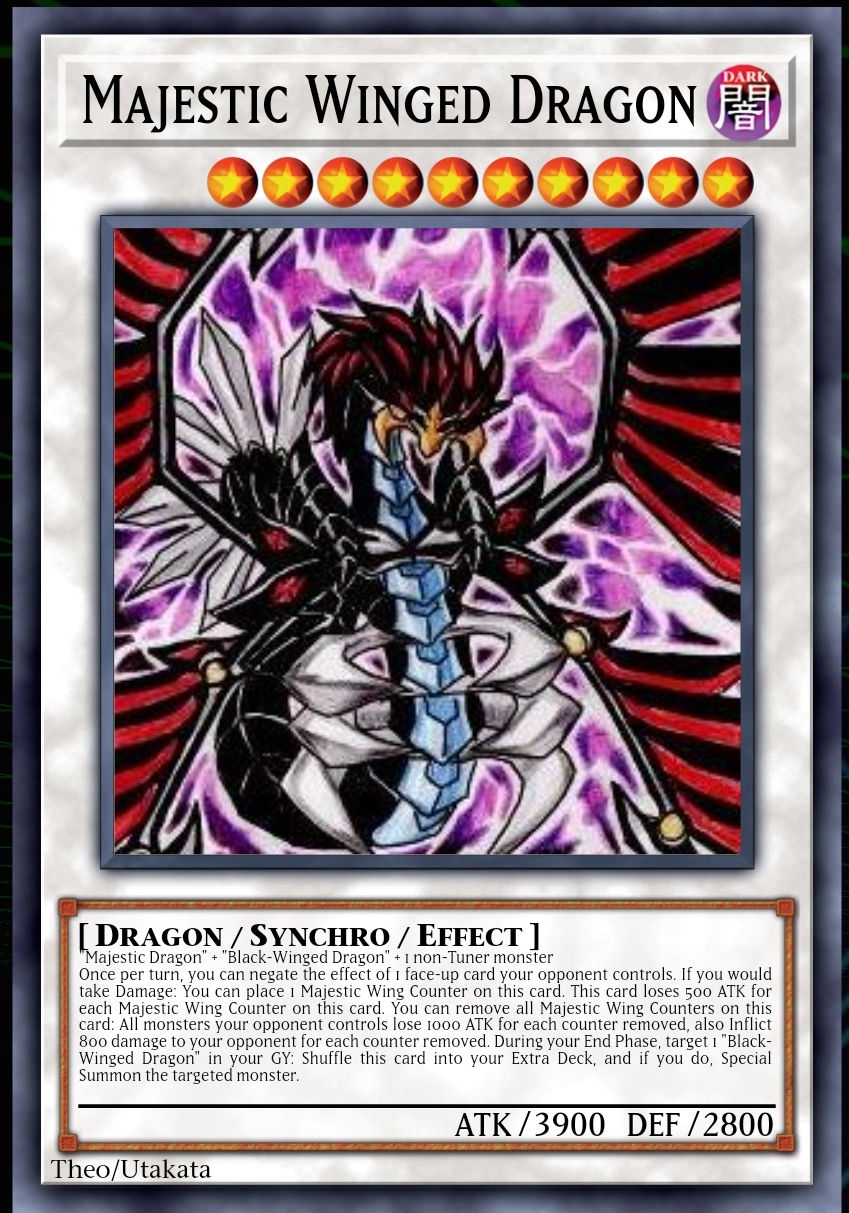 Majestic Winged Dragon
DARK
闇
[ Dragon / Synchro / Effect ]
"Majestic Dragon" + "Black-Winged Dragon" + 1 non-Tuner monster
Once per turn, you can negate the effect of 1 face-up card your opponent controls. If you would
take Damage: You can place 1 Majestic Wing Counter on this card. This card loses 500 ATK for
each Majestic Wing Counter on this card. You can remove all Majestic Wing Counters on this
card: All monsters your opponent controls lose 1000 ATK for each counter removed, also Inflict
800 damage to your opponent for each counter removed. During your End Phase, target 1 "Black-
Winged Dragon" in your GY: Shuffle this card into your Extra Deck, and if you do, Special
Summon the targeted monster.
ATK/3900 DEF/2800
Theo/Utakata